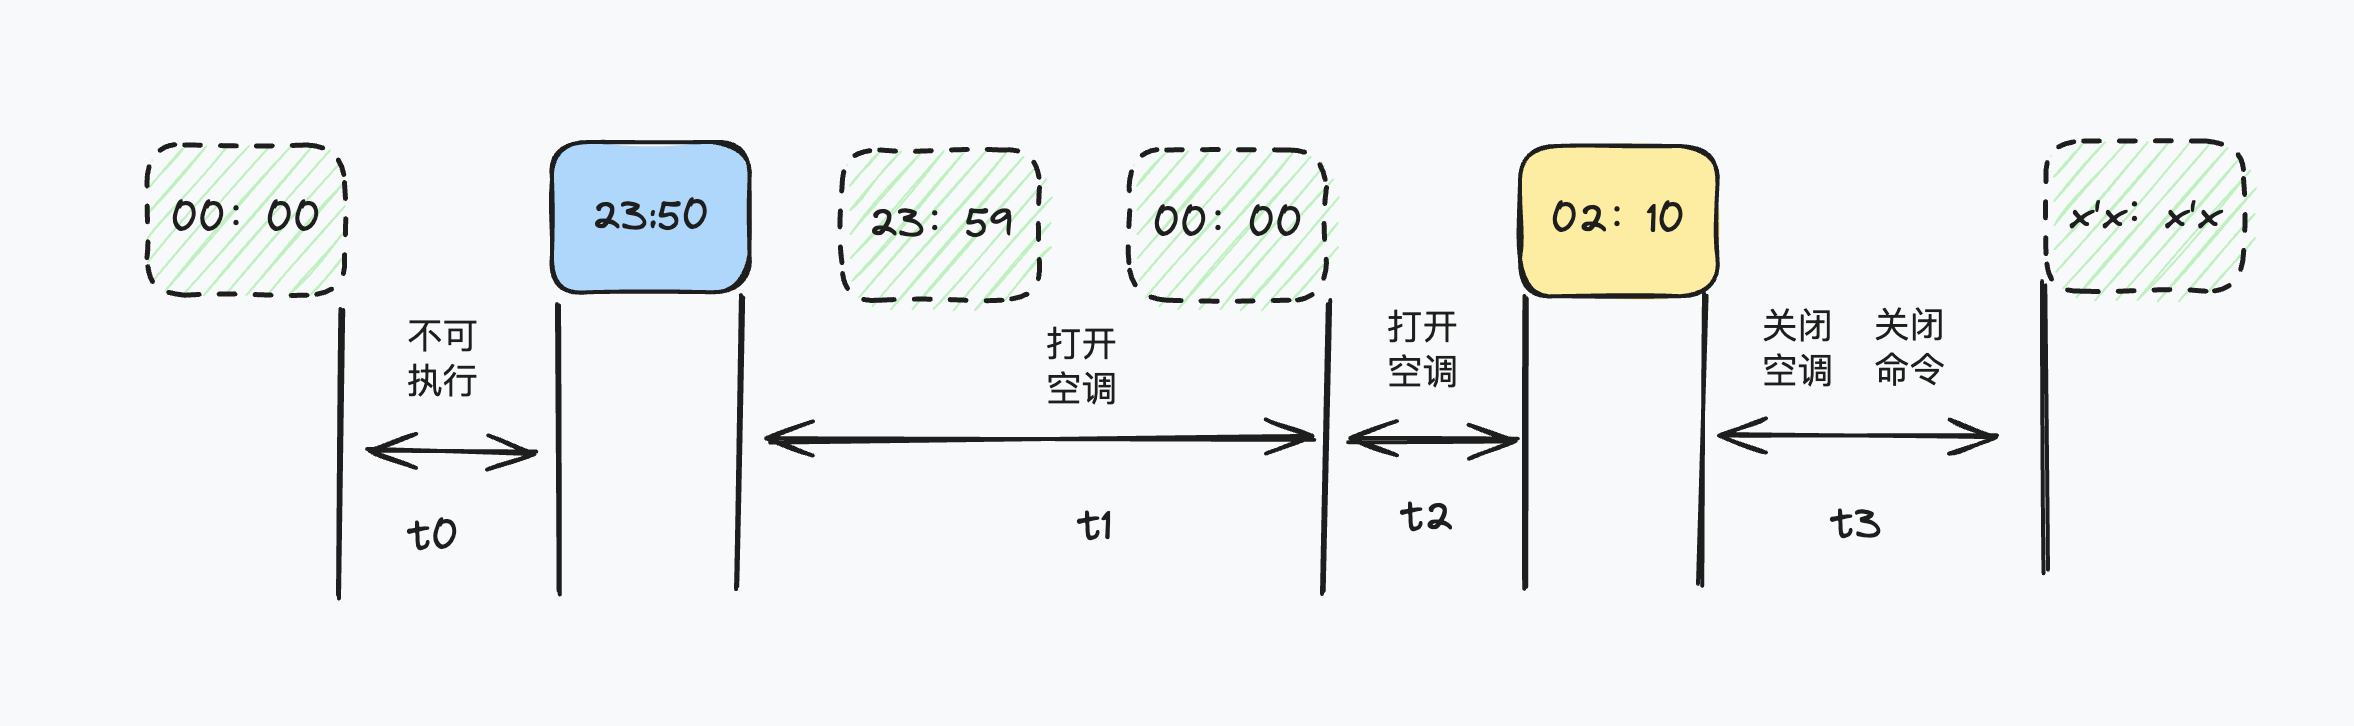 00: 00
23:50
23: 59
00: 00
02: 10
x'x: x'x
不可
执行
打开
空调
打开
空调
关闭
空调
关闭
命令
t0
t1
t2
t3